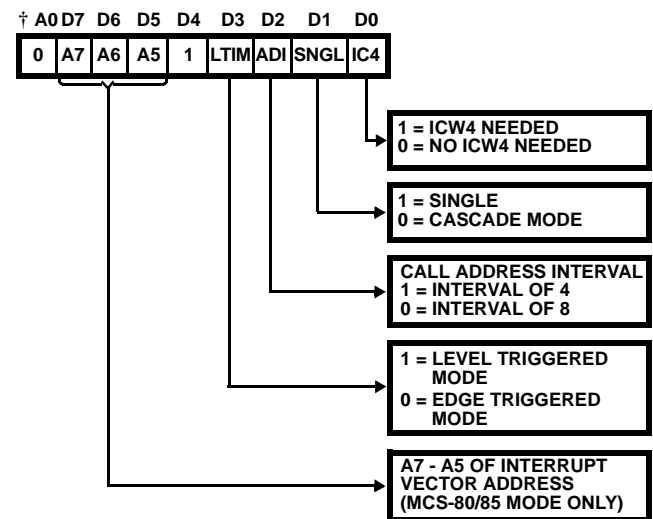 † A0 D7 D6 D5 D4 D3 D2 D1 D0
0 A7 A6 A5 1 LTIM ADI SNGL IC4
1 = ICW4 NEEDED
0 = NO ICW4 NEEDED
1 = SINGLE
0 = CASCADE MODE
CALL ADDRESS INTERVAL
1 = INTERVAL OF 4
0 = INTERVAL OF 8
1 = LEVEL TRIGGERED
MODE
0 = EDGE TRIGGERED
MODE
A7 - A5 OF INTERRUPT
VECTOR ADDRESS
(MCS-80/85 MODE ONLY)